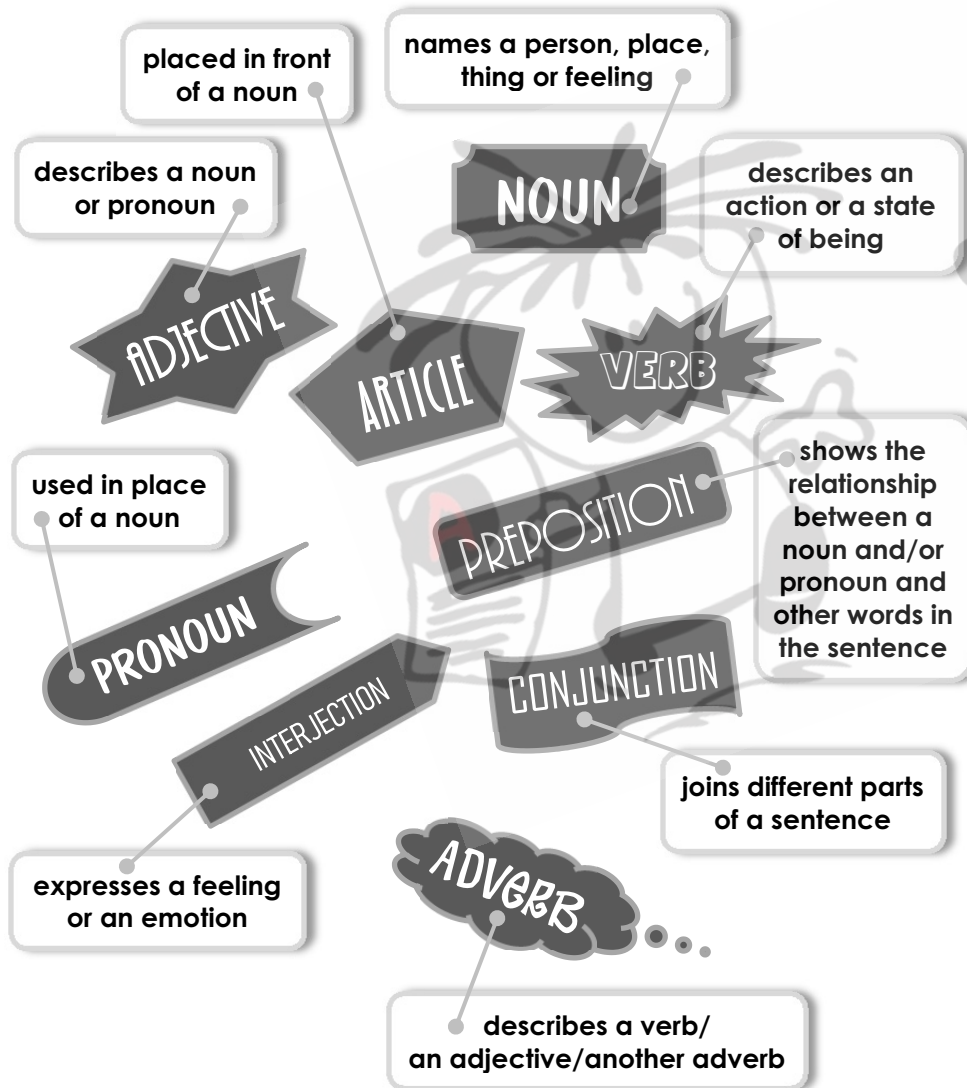 placed in front
of a noun
names a person, place,
thing or feeling
describes a noun
or pronoun
NOUN
describes an
action or a state
of being
ADJECTIVE
ARTICLE
VERB
used in place
of a noun
PREPOSITION
shows the
relationship
between a
noun and/or
pronoun and
other words in
the sentence
PRONOUN
INTERJECTION
CONJUNCTION
joins different parts
of a sentence
expresses a feeling
or an emotion
ADVERB
describes a verb/
an adjective/another adverb